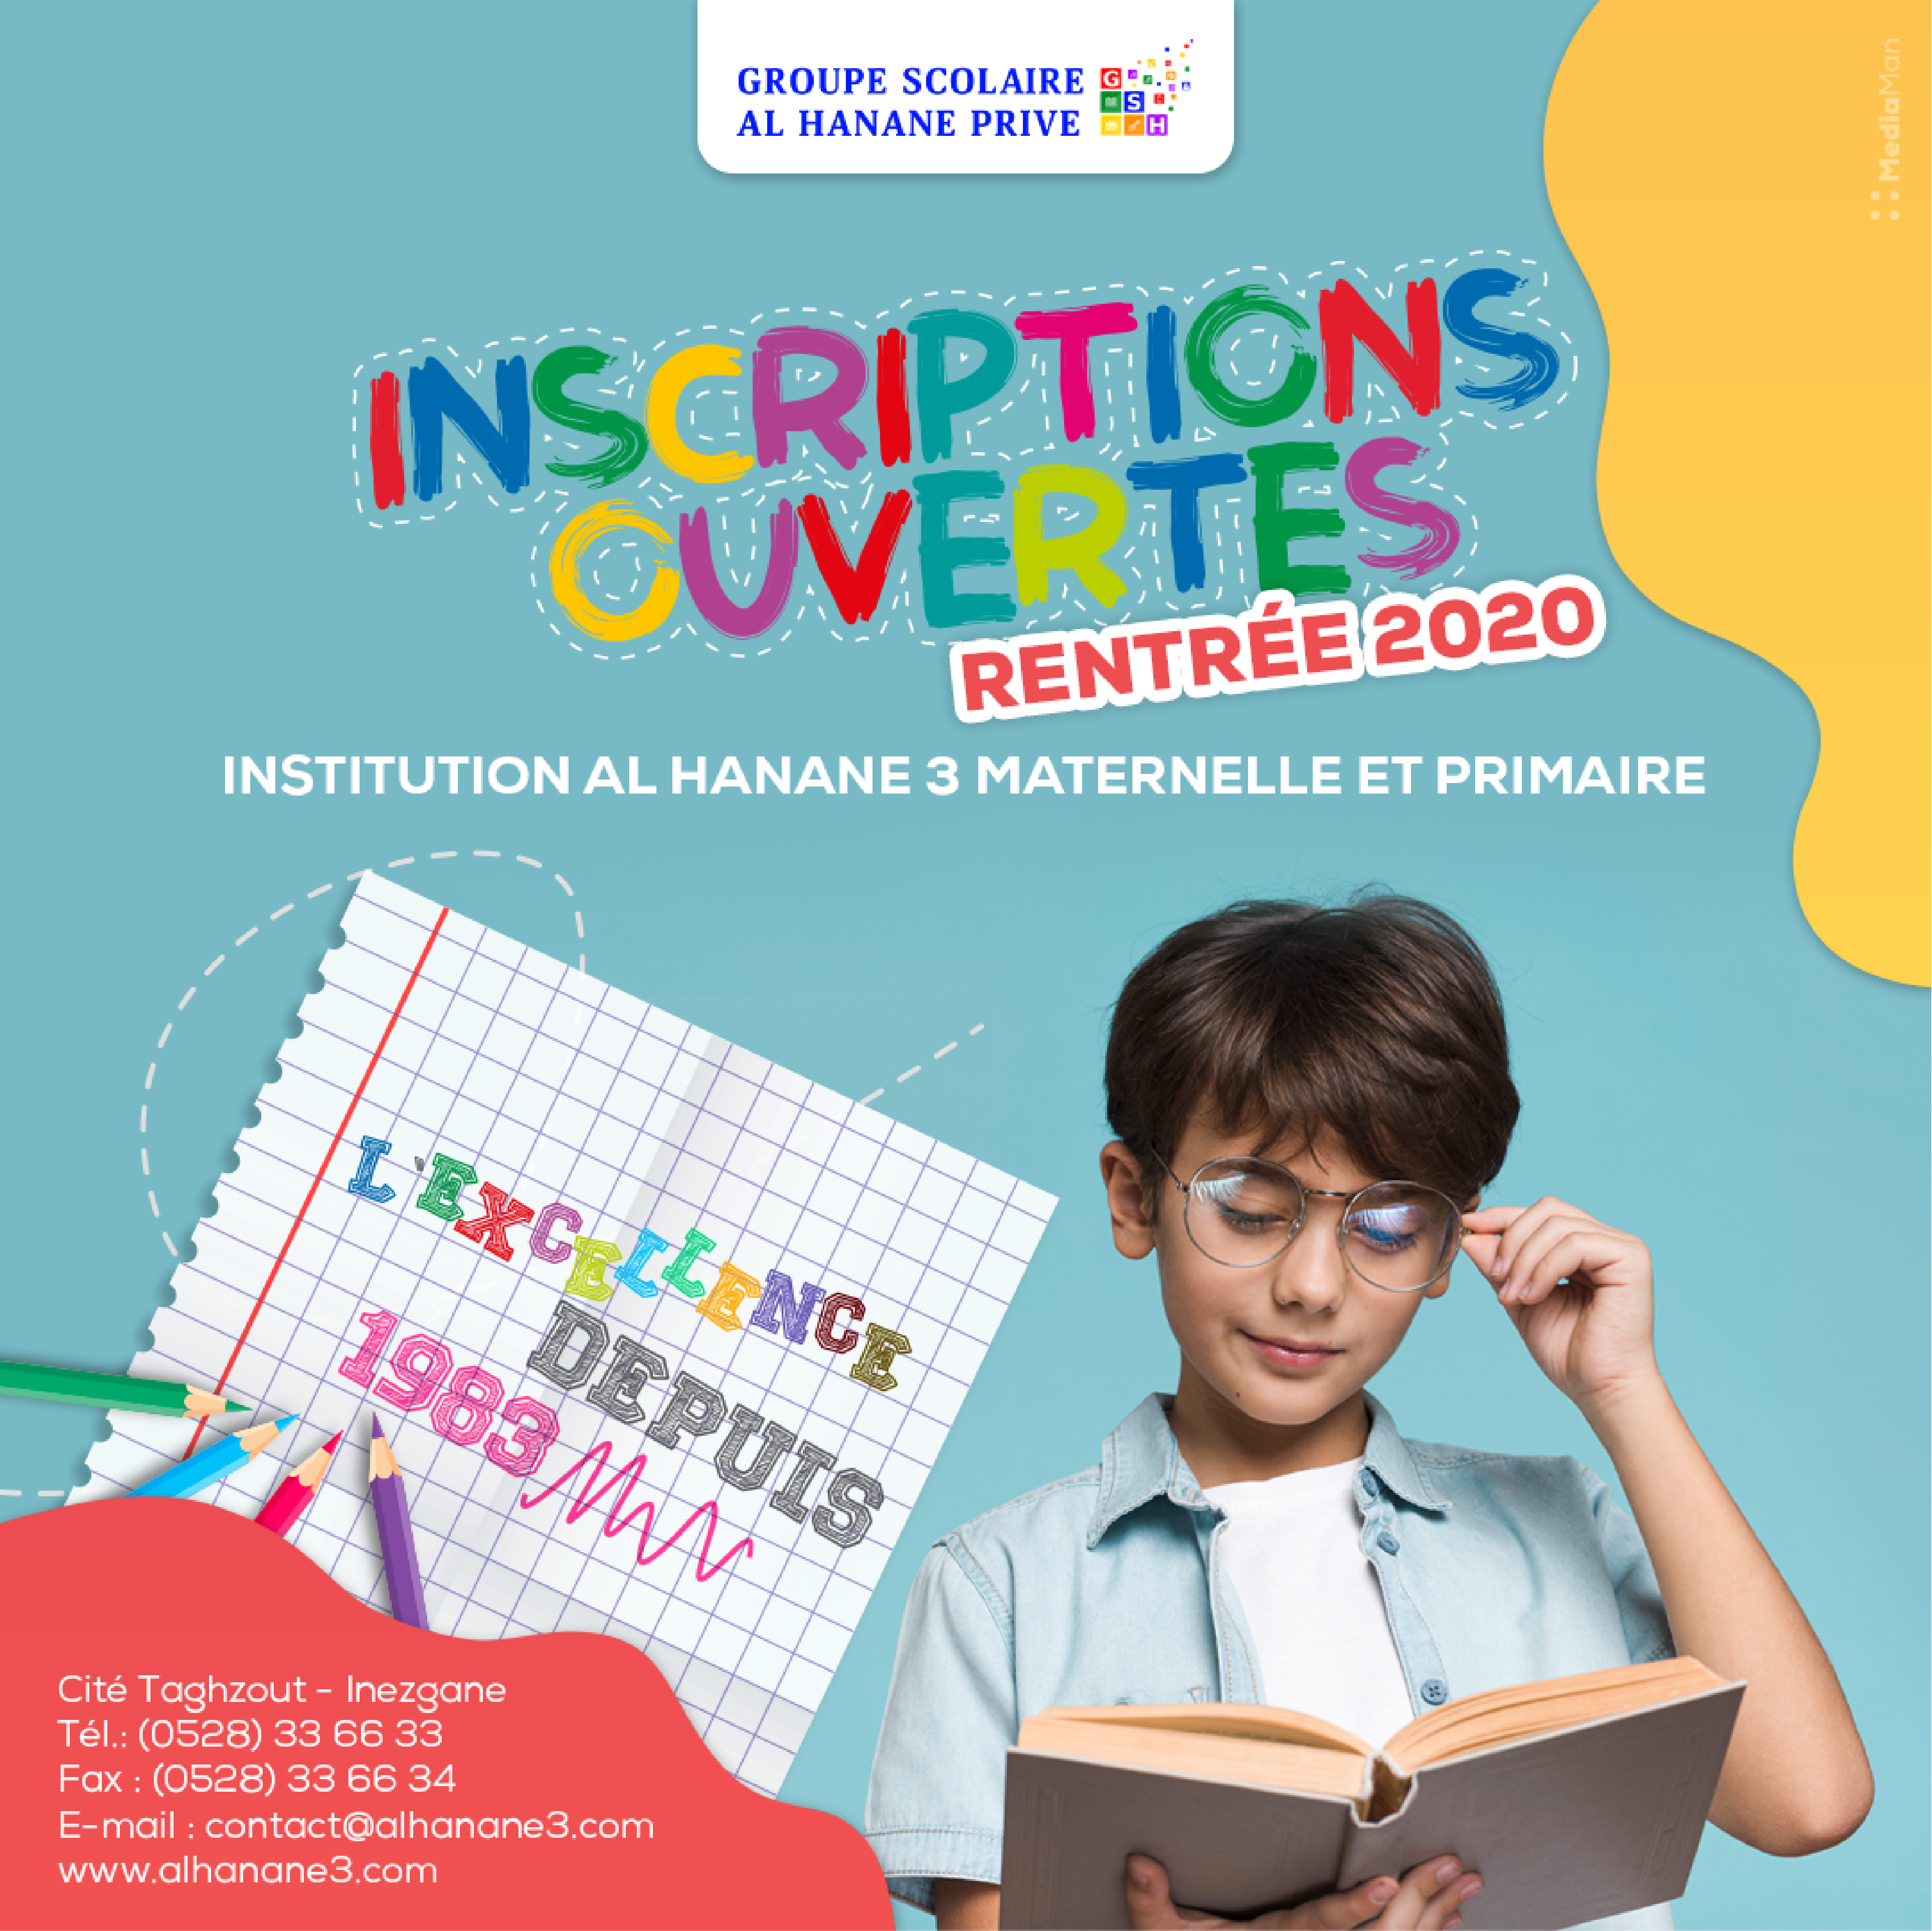 GROUPE SCOLAIRE
AL HANANE PRIVE
G
S
H
MediaMan
INSCRIPTIONS
OUVERTES
RENTRÉE 2020
INSTITUTION AL HANANE 3 MATERNELLE ET PRIMAIRE
L'EXCELLENCE
DEPUIS
1983
Cité Taghzout - Inezgane
Tél.: (0528) 33 66 33
Fax : (0528) 33 66 34
E-mail : contact@alhanane3.com
www.alhanane3.com